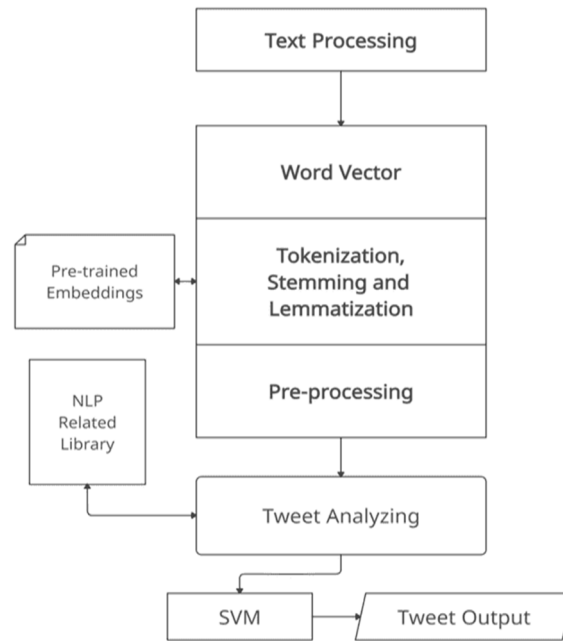 Text Processing
Word Vector
Tokenization,
Stemming and
Lemmatization
Pre-trained
Embeddings
Pre-processing
NLP
Related
Library
Tweet Analyzing
SVM
Tweet Output